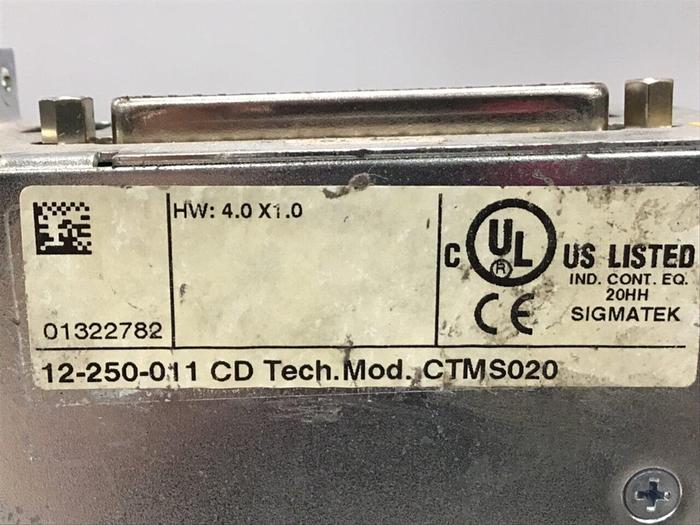 HW: 4.0 X1.0
01322782
C UL ® US LISTED
IND. CONT. EQ.
20HH
CE SIGMATEK
12-250-011 CD Tech.Mod. CTMS020